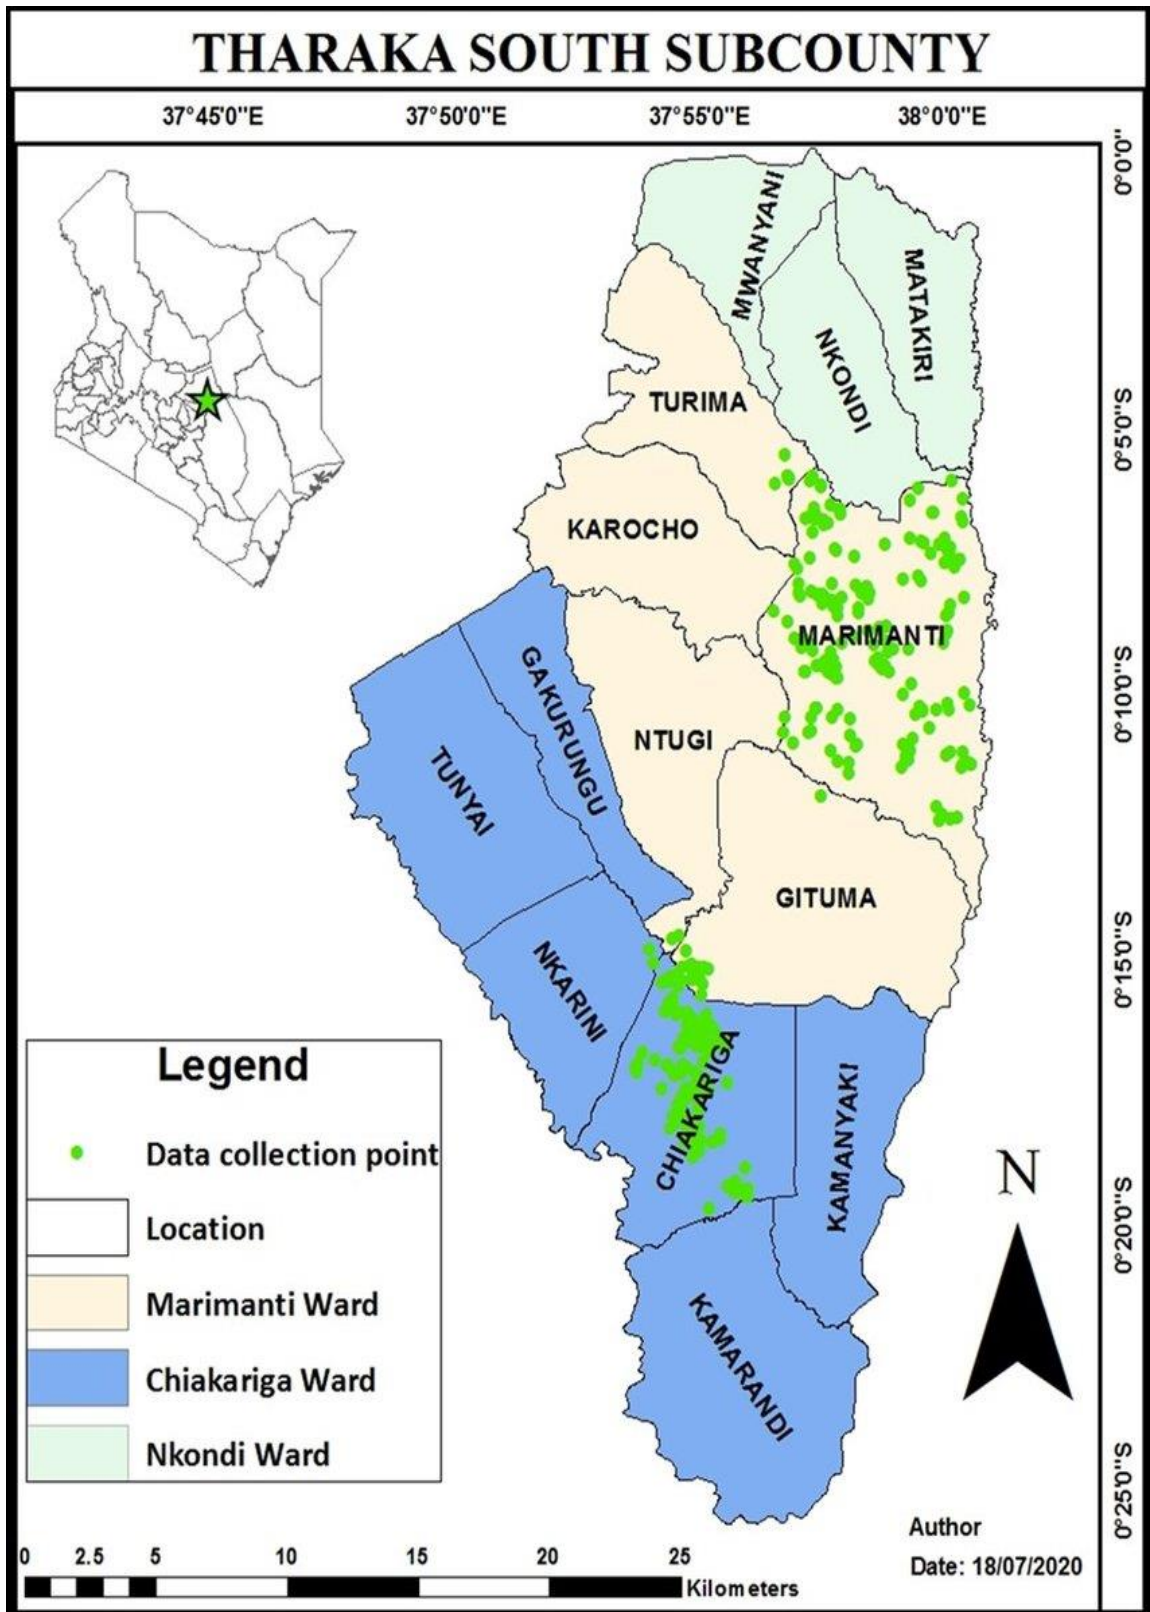 THARAKA SOUTH SUBCOUNTY
37°45'0"E 37°50'0"E 37°55'0"E 38°0'0"E
0°0'0"
0°5'0"S
0°10'0"S
0°15'0"S
0°20'0"S
0°25'0"S
MWANYANI
MATAKIRI
NKONDI
TURIMA
KAROCHO
MARIMANTI
GAKURUNGU
NTUGI
TUNYAI
GITUMA
NKARINI
CHIAKARIGA
KAMANYAKI
KAMARANDI
Legend
Data collection point
Location
Marimanti Ward
Chiakariga Ward
Nkondi Ward
N
Author
Date: 18/07/2020
0 2.5 5 10 15 20 25
Kilometers